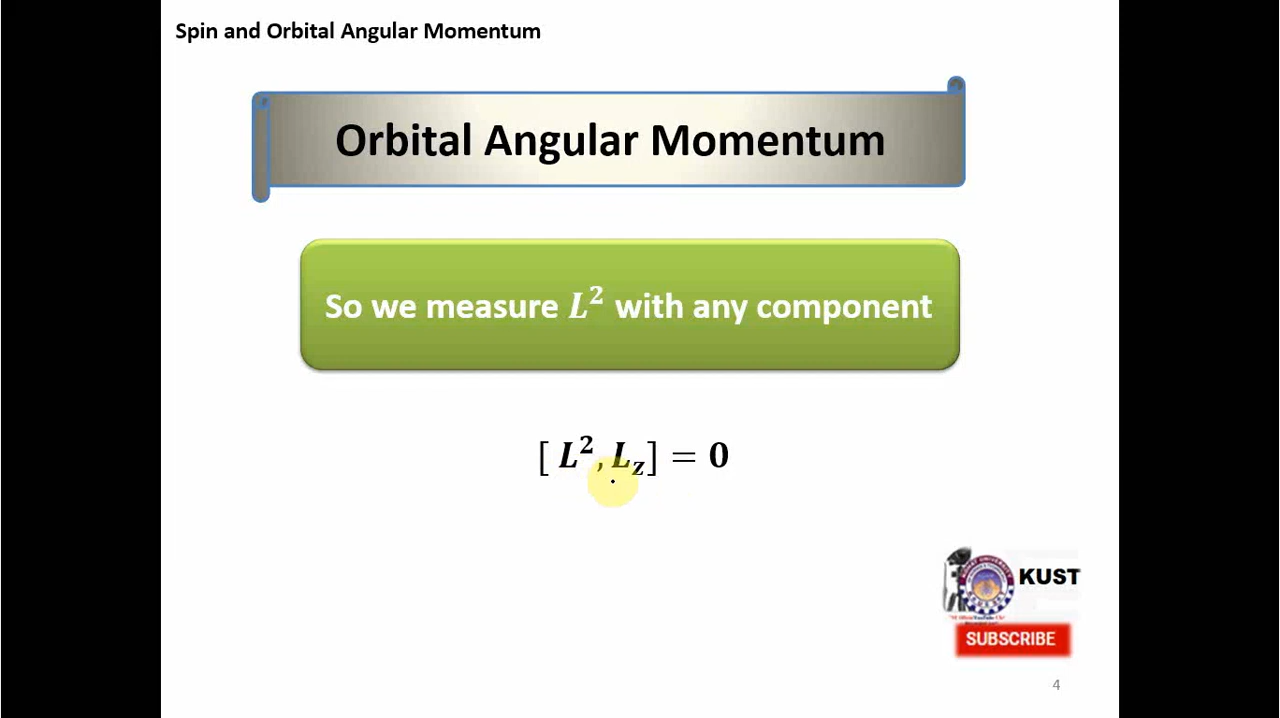 Spin and Orbital Angular Momentum
Orbital Angular Momentum
So we measure L² with any component
[ L², L_z] = 0
KUST
SUBSCRIBE
4